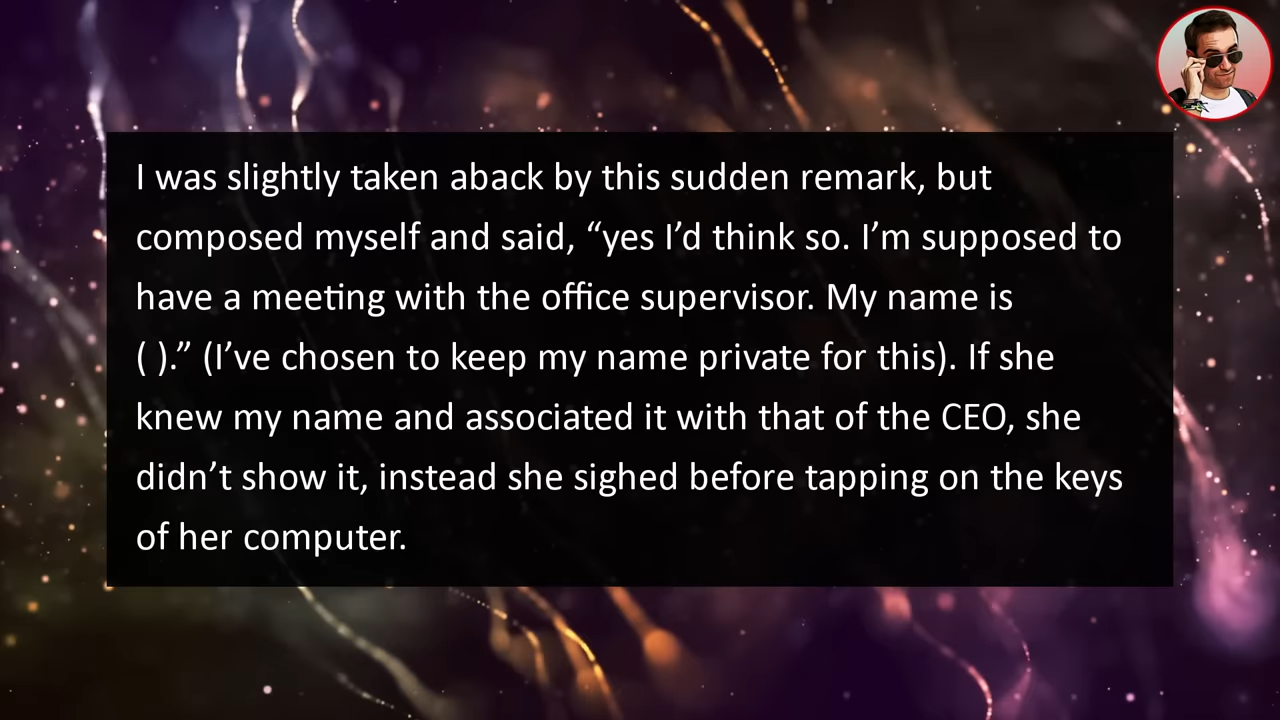 I was slightly taken aback by this sudden remark, but
composed myself and said, “yes I’d think so. I’m supposed to
have a meeting with the office supervisor. My name is
( ).” (I’ve chosen to keep my name private for this). If she
knew my name and associated it with that of the CEO, she
didn’t show it, instead she sighed before tapping on the keys
of her computer.